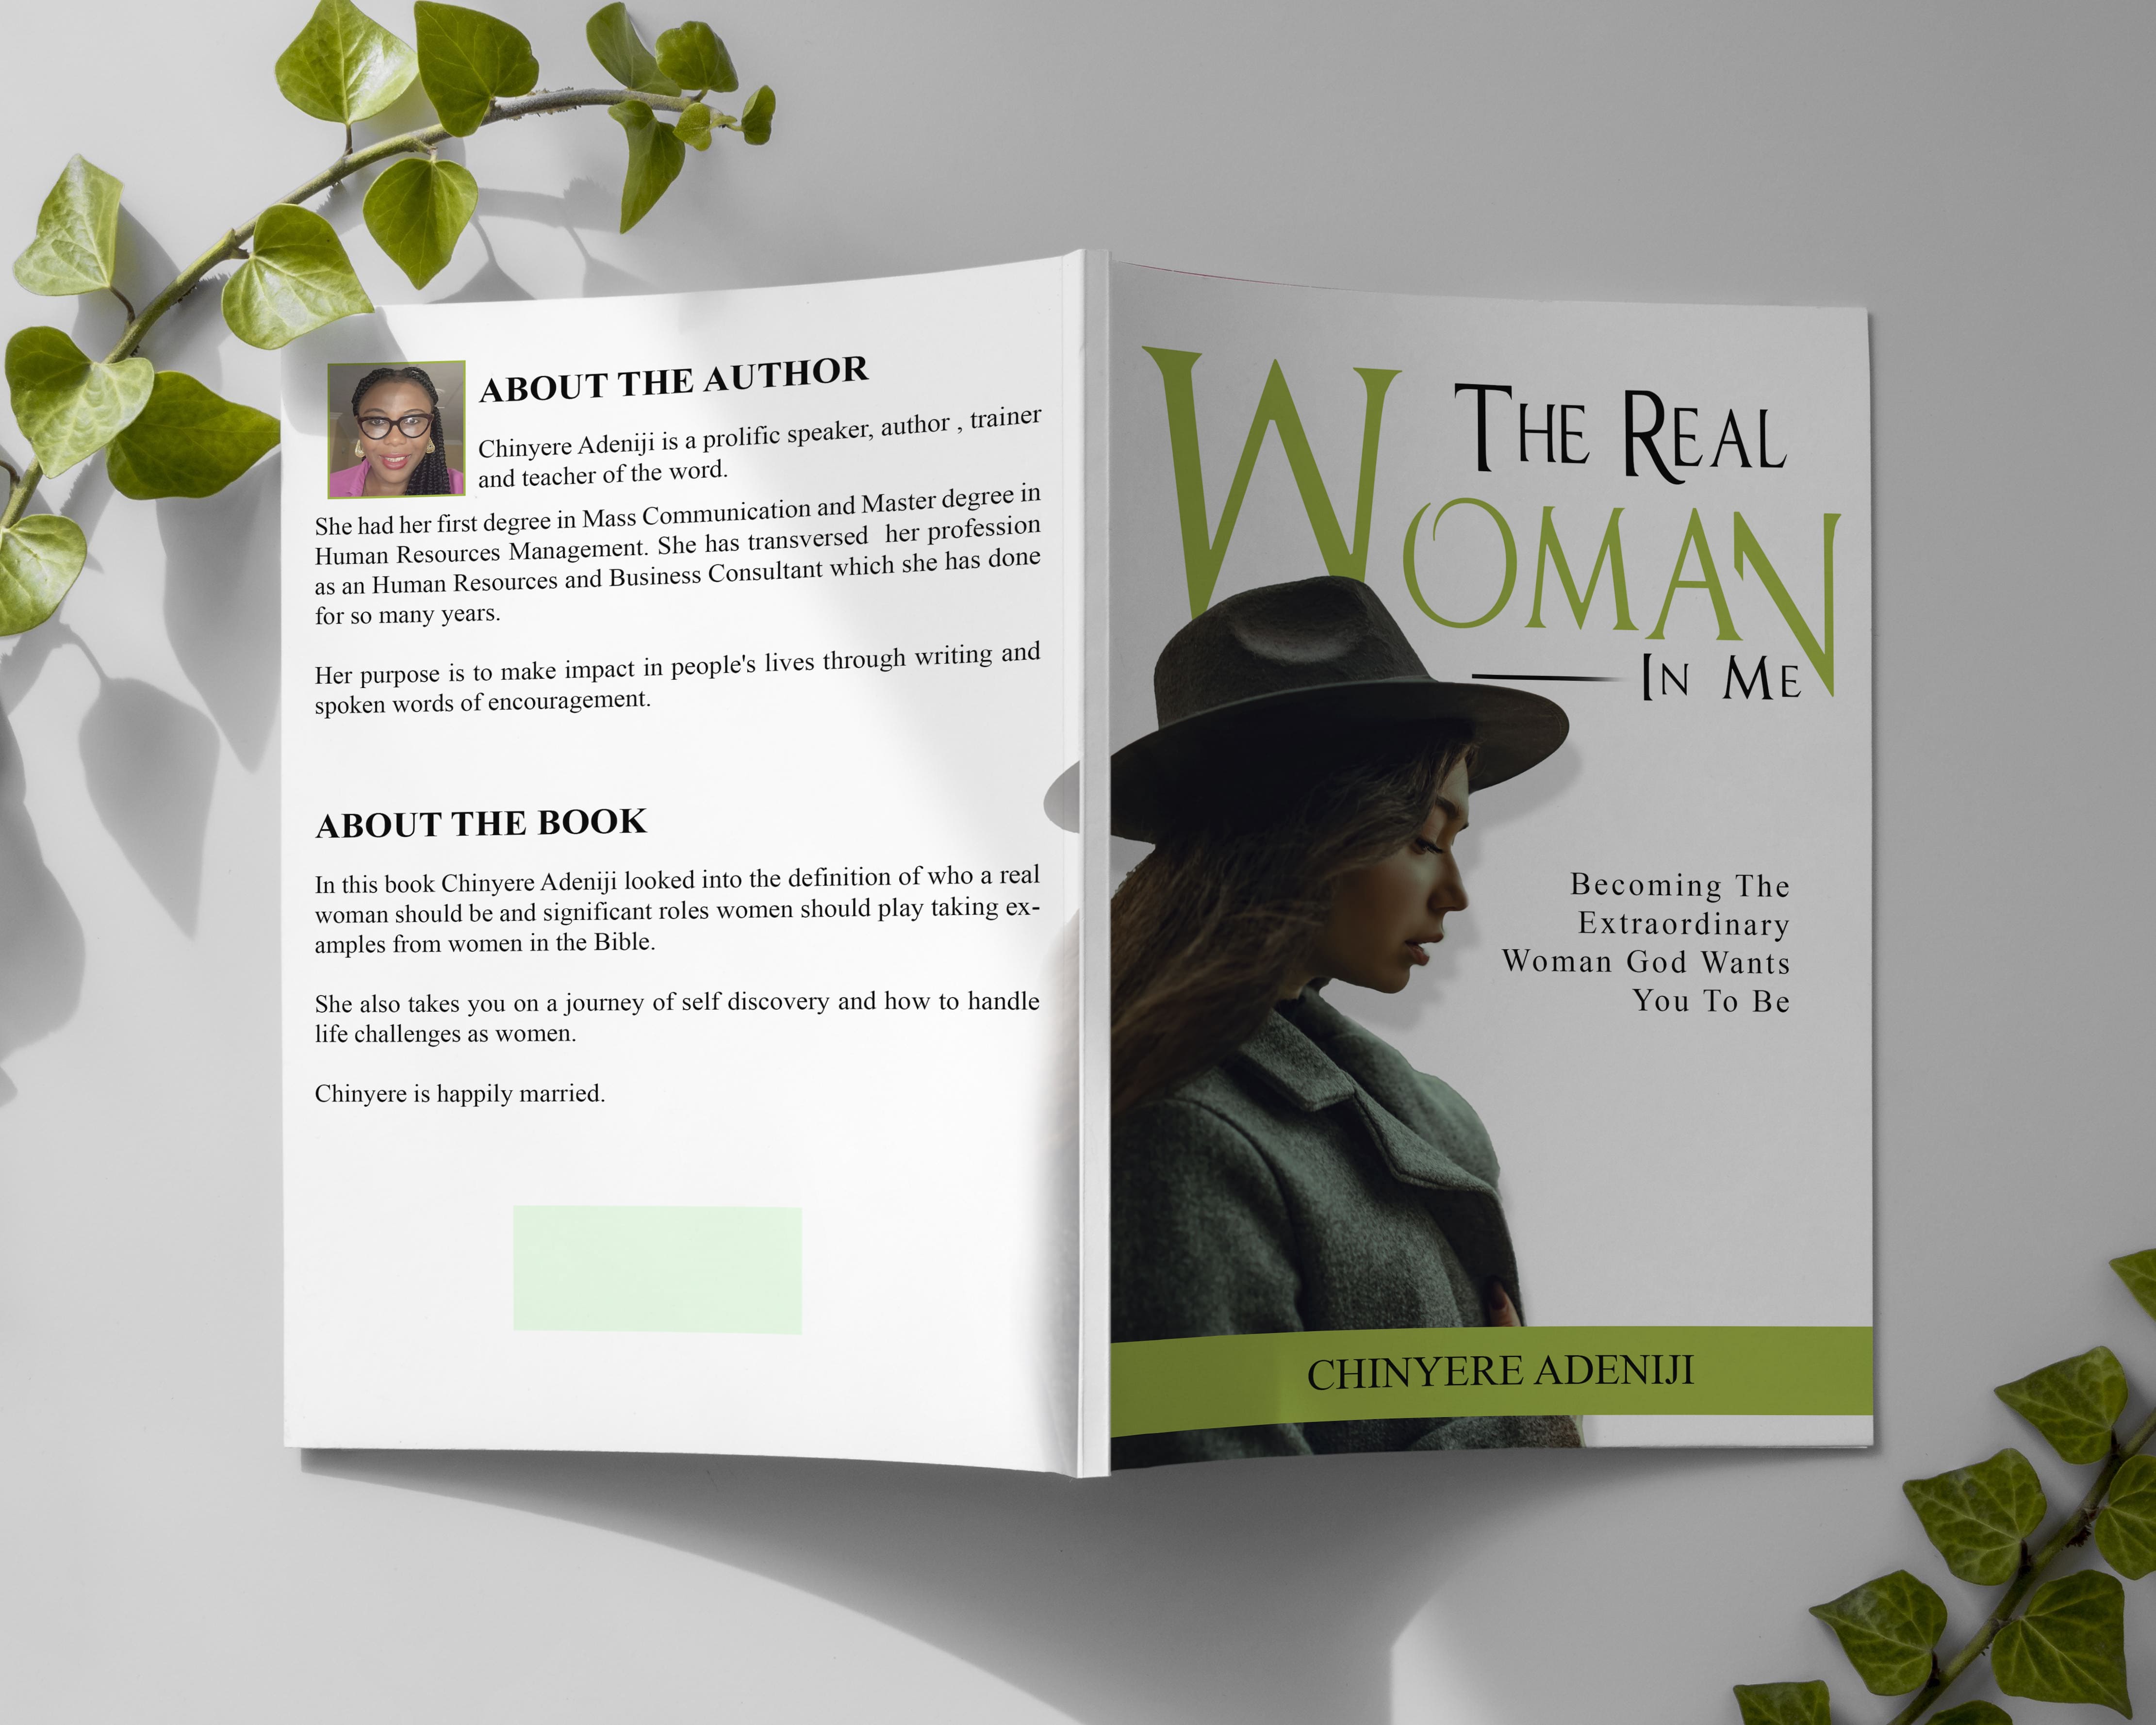 ABOUT THE AUTHOR
Chinyere Adeniji is a prolific speaker, author , trainer
and teacher of the word.
She had her first degree in Mass Communication and Master degree in
Human Resources Management. She has transversed  her profession
as an Human Resources and Business Consultant which she has done
for so many years.
Her purpose is to make impact in people's lives through writing and
spoken words of encouragement.
ABOUT THE BOOK
In this book Chinyere Adeniji looked into the definition of who a real
woman should be and significant roles women should play taking ex-
amples from women in the Bible.
She also takes you on a journey of self discovery and how to handle
life challenges as women.
Chinyere is happily married.
THE REAL
WOMAN
IN ME
Becoming The
Extraordinary
Woman God Wants
You To Be
CHINYERE ADENIJI